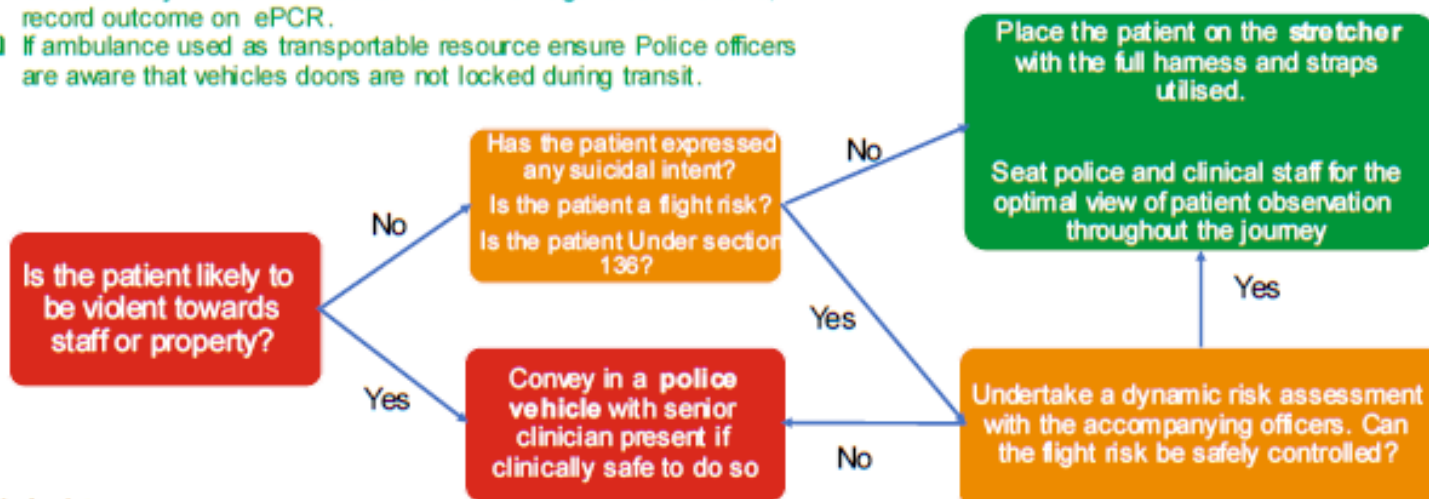 record outcome on ePCR.
If ambulance used as transportable resource ensure Police officers
are aware that vehicles doors are not locked during transit.
Place the patient on the stretcher
with the full harness and straps
utilised.
Seat police and clinical staff for the
optimal view of patient observation
throughout the journey
Has the patient expressed
any suicidal intent?
Is the patient a flight risk?
Is the patient Under section
136?
No
No
Is the patient likely to
be violent towards
staff or property?
Yes
Yes
Yes
Convey in a police
vehicle with senior
clinician present if
clinically safe to do so
No
Undertake a dynamic risk assessment
with the accompanying officers. Can
the flight risk be safely controlled?